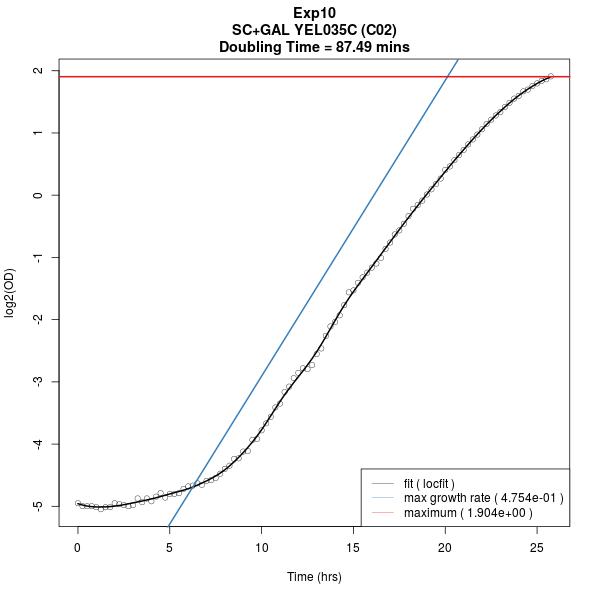 Exp10
SC+GAL YEL035C (C02)
Doubling Time = 87.49 mins
log2(OD)
2
1
0
-1
-2
-3
-4
-5
0
5
10
15
20
25
Time (hrs)
fit ( locfit )
max growth rate ( 4.754e-01 )
maximum ( 1.904e+00 )